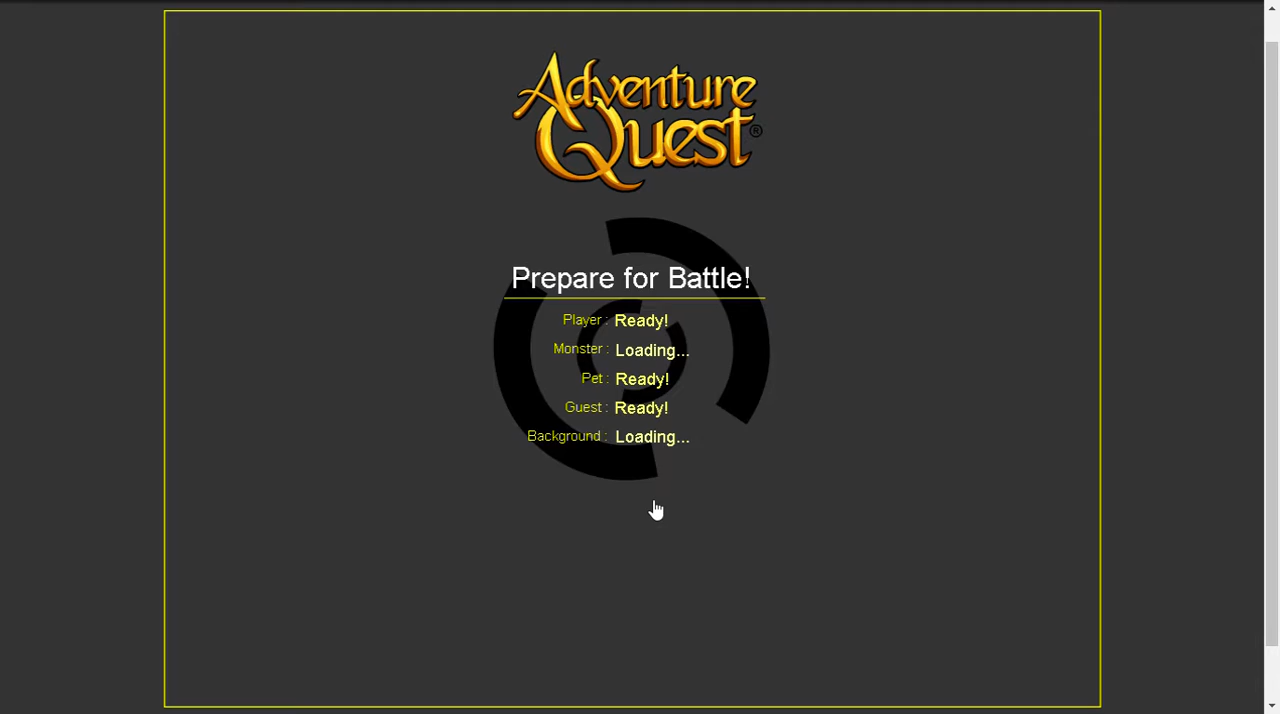 Adventure
Quest®
Prepare for Battle!
Player : Ready!
Monster : Loading...
Pet : Ready!
Guest : Ready!
Background : Loading...